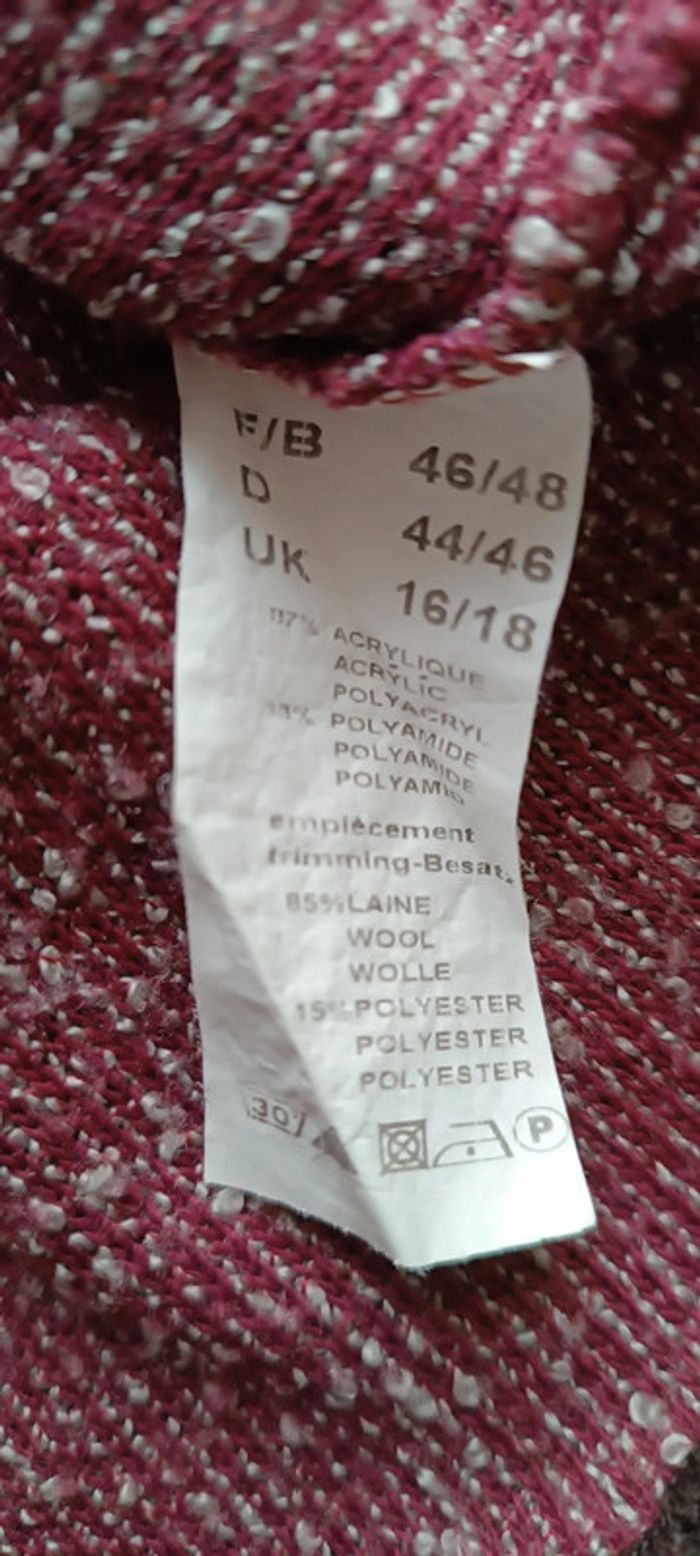 F/B 46/48
D 44/46
UK 16/18
ACRYLIQUE
ACRYLIC
POLYACRYL
13% POLYAMIDE
POLYAMIDE
POLYAMID
empiècement
trimming-Besatz
85% LAINE
WOOL
WOLLE
15% POLYESTER
POLYESTER
POLYESTER
30 P